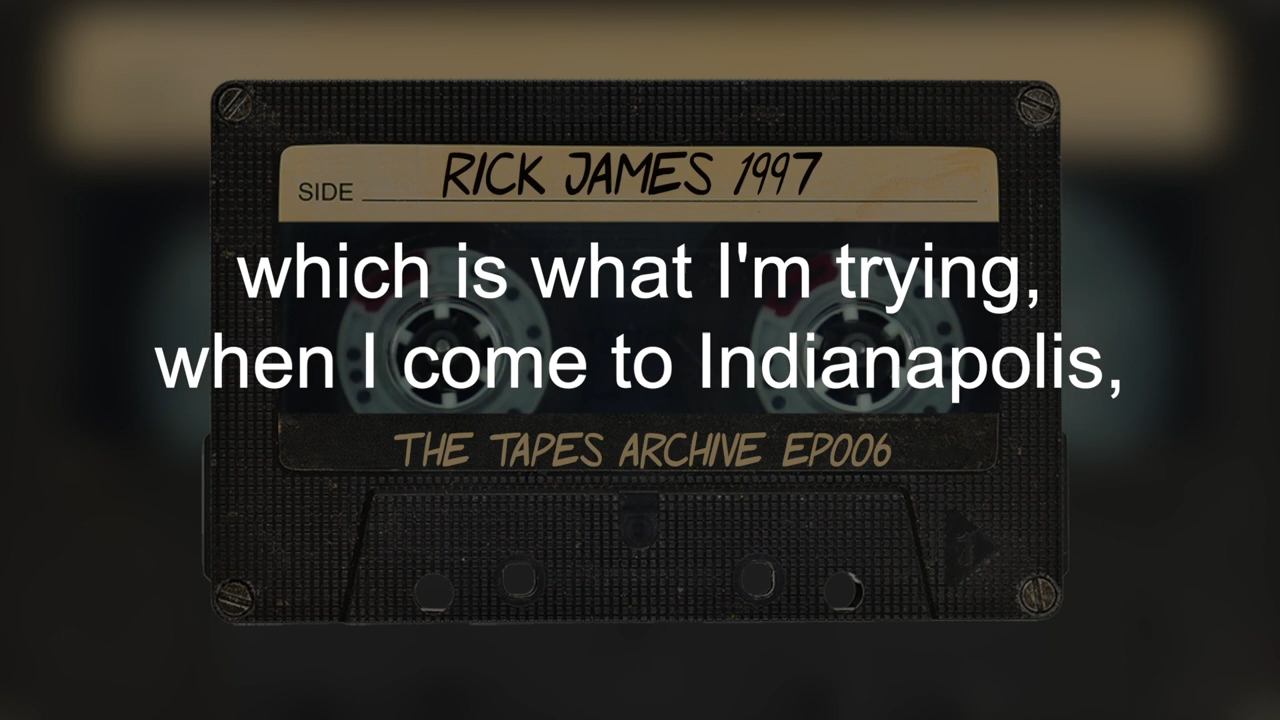 RICK JAMES 1997
SIDE
which is what I'm trying,
when I come to Indianapolis,
THE TAPES ARCHIVE EP006